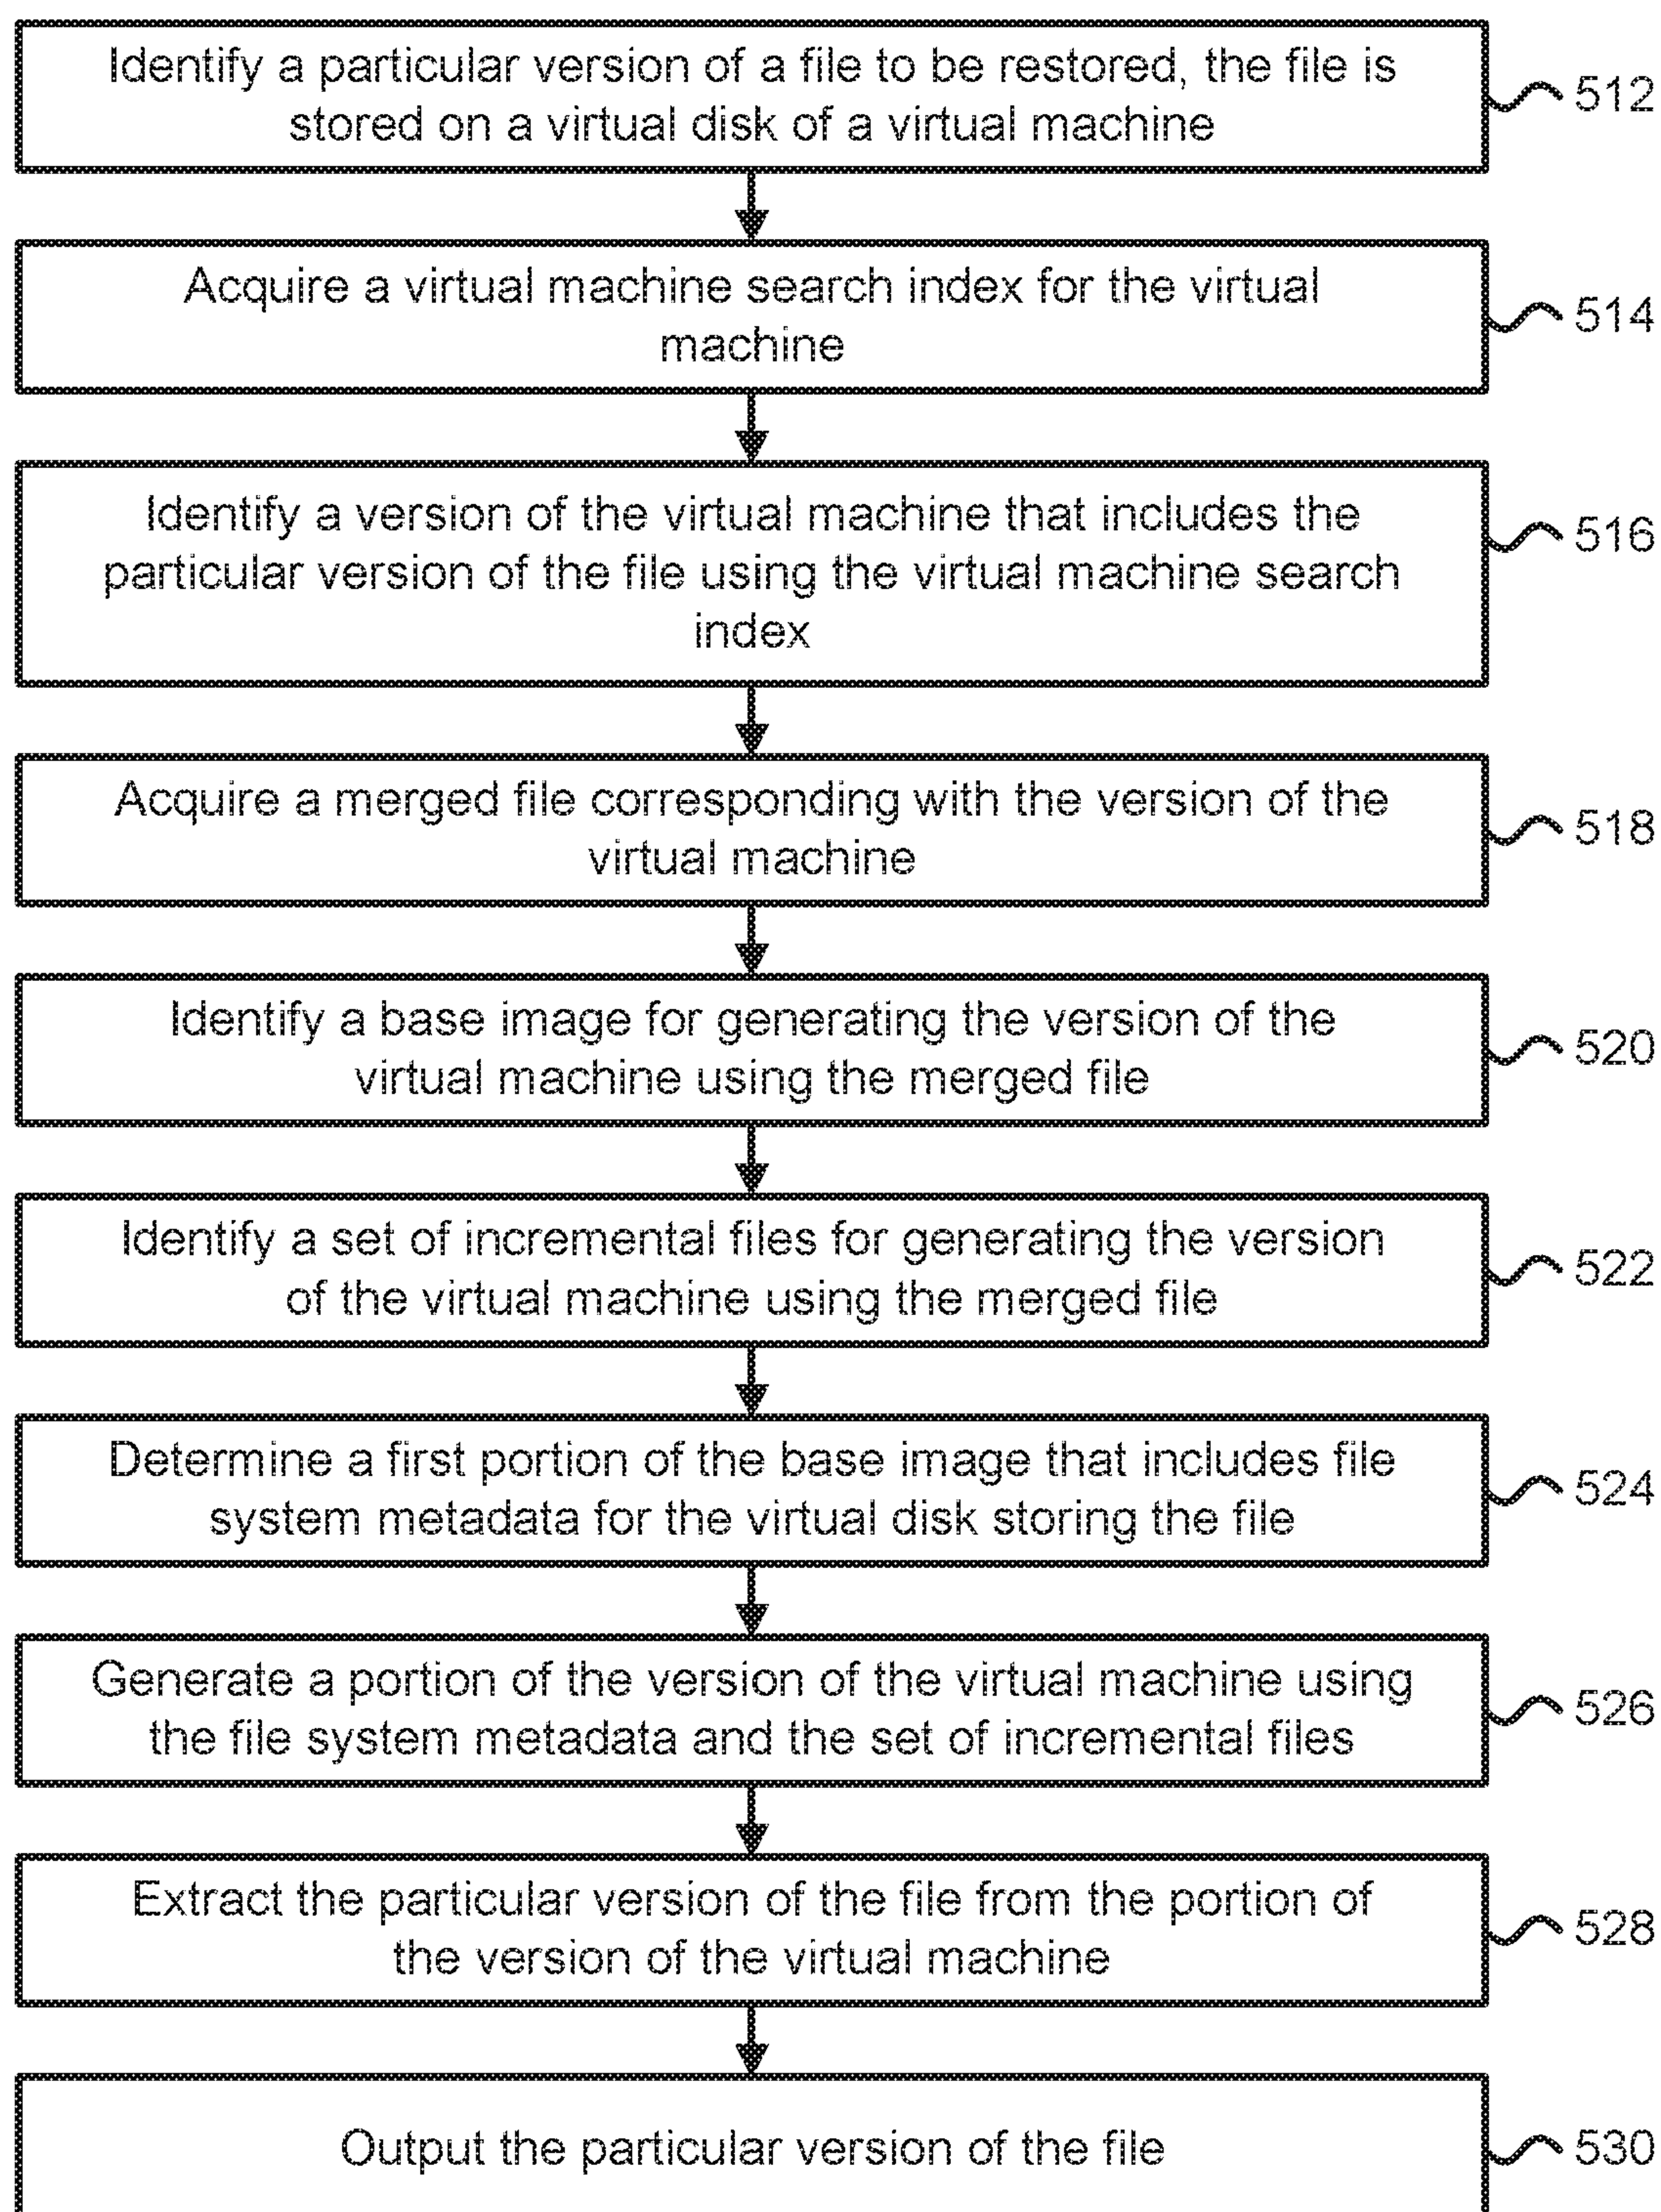 Identify a particular version of a file to be restored, the file is
stored on a virtual disk of a virtual machine
512
Acquire a virtual machine search index for the virtual
machine
514
Identify a version of the virtual machine that includes the
particular version of the file using the virtual machine search
index
516
Acquire a merged file corresponding with the version of the
virtual machine
518
Identify a base image for generating the version of the
virtual machine using the merged file
520
Identify a set of incremental files for generating the version
of the virtual machine using the merged file
522
Determine a first portion of the base image that includes file
system metadata for the virtual disk storing the file
524
Generate a portion of the version of the virtual machine using
the file system metadata and the set of incremental files
526
Extract the particular version of the file from the portion of
the version of the virtual machine
528
Output the particular version of the file
530